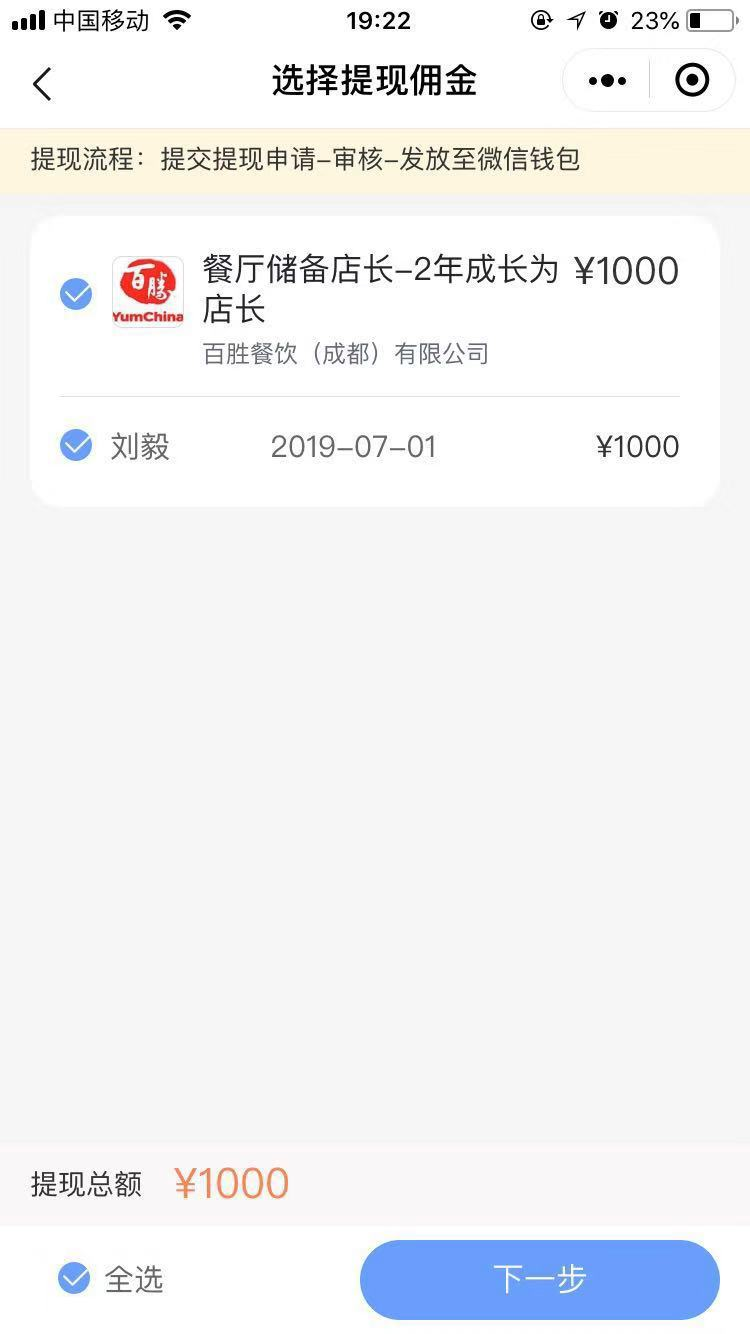 中国移动 19:22 23%
选择提现佣金
提现流程：提交提现申请-审核-发放至微信钱包
百勝
YumChina
餐厅储备店长-2年成长为 ¥1000
店长
百胜餐饮（成都）有限公司
刘毅 2019-07-01 ¥1000
提现总额 ¥1000
全选 下一步